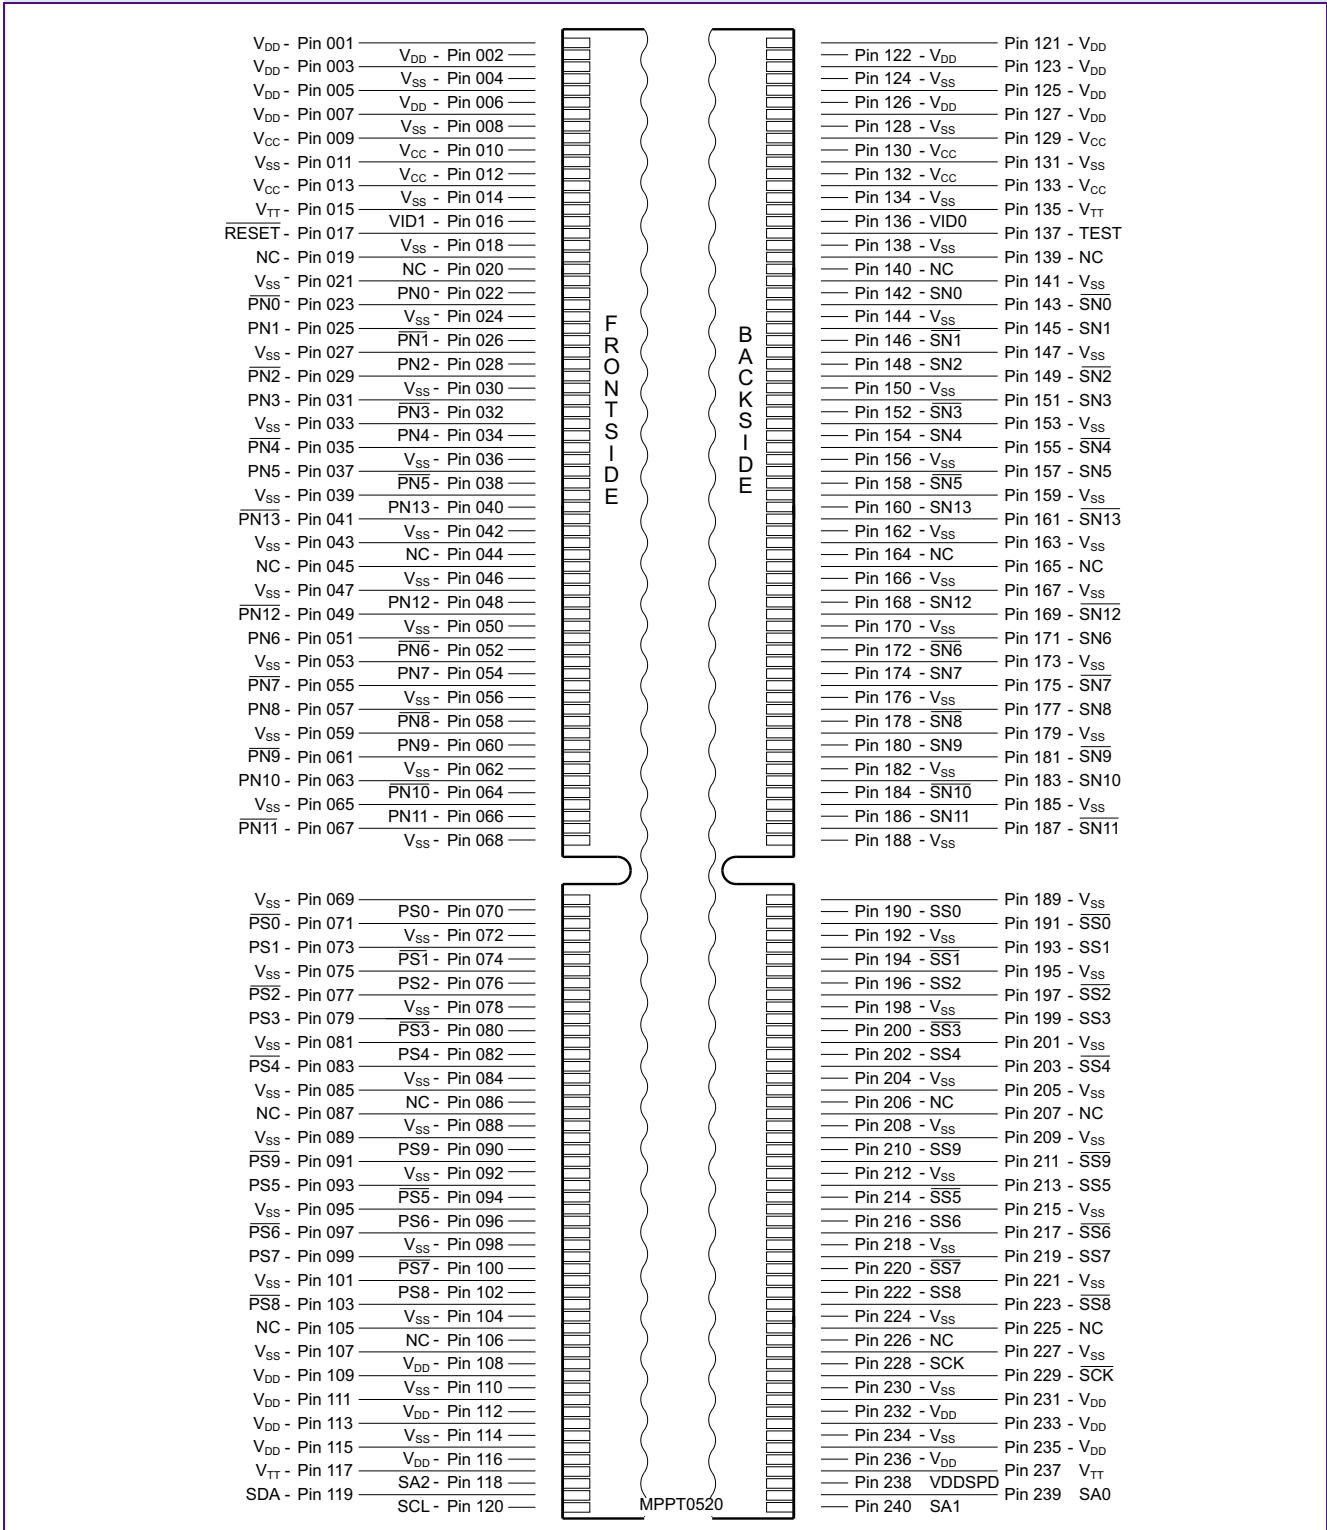 VDD - Pin 001 Pin 121 - VDD
VDD - Pin 002 Pin 122 - VDD
VDD - Pin 003 Pin 123 - VDD
VSS - Pin 004 Pin 124 - VSS
VDD - Pin 005 Pin 125 - VDD
VDD - Pin 006 Pin 126 - VDD
VDD - Pin 007 Pin 127 - VDD
VSS - Pin 008 Pin 128 - VSS
VCC - Pin 009 Pin 129 - VCC
VCC - Pin 010 Pin 130 - VCC
VSS - Pin 011 Pin 131 - VSS
VCC - Pin 012 Pin 132 - VCC
VCC - Pin 013 Pin 133 - VCC
VSS - Pin 014 Pin 134 - VSS
VTT - Pin 015 Pin 135 - VTT
VID1 - Pin 016 Pin 136 - VID0
RESET - Pin 017 Pin 137 - TEST
VSS - Pin 018 Pin 138 - VSS
NC - Pin 019 Pin 139 - NC
NC - Pin 020 Pin 140 - NC
VSS - Pin 021 Pin 141 - VSS
PN0 - Pin 022 Pin 142 - SN0
PN0 - Pin 023 Pin 143 - SN0
VSS - Pin 024 Pin 144 - VSS
PN1 - Pin 025 Pin 145 - SN1
PN1 - Pin 026 Pin 146 - SN1
VSS - Pin 027 Pin 147 - VSS
PN2 - Pin 028 Pin 148 - SN2
PN2 - Pin 029 Pin 149 - SN2
VSS - Pin 030 Pin 150 - VSS
PN3 - Pin 031 Pin 151 - SN3
PN3 - Pin 032 Pin 152 - SN3
VSS - Pin 033 Pin 153 - VSS
PN4 - Pin 034 Pin 154 - SN4
PN4 - Pin 035 Pin 155 - SN4
VSS - Pin 036 Pin 156 - VSS
PN5 - Pin 037 Pin 157 - SN5
PN5 - Pin 038 Pin 158 - SN5
VSS - Pin 039 Pin 159 - VSS
PN13 - Pin 040 Pin 160 - SN13
PN13 - Pin 041 Pin 161 - SN13
VSS - Pin 042 Pin 162 - VSS
VSS - Pin 043 Pin 163 - VSS
NC - Pin 044 Pin 164 - NC
NC - Pin 045 Pin 165 - NC
VSS - Pin 046 Pin 166 - VSS
VSS - Pin 047 Pin 167 - VSS
PN12 - Pin 048 Pin 168 - SN12
PN12 - Pin 049 Pin 169 - SN12
VSS - Pin 050 Pin 170 - VSS
PN6 - Pin 051 Pin 171 - SN6
PN6 - Pin 052 Pin 172 - SN6
VSS - Pin 053 Pin 173 - VSS
PN7 - Pin 054 Pin 174 - SN7
PN7 - Pin 055 Pin 175 - SN7
VSS - Pin 056 Pin 176 - VSS
PN8 - Pin 057 Pin 177 - SN8
PN8 - Pin 058 Pin 178 - SN8
VSS - Pin 059 Pin 179 - VSS
PN9 - Pin 060 Pin 180 - SN9
PN9 - Pin 061 Pin 181 - SN9
VSS - Pin 062 Pin 182 - VSS
PN10 - Pin 063 Pin 183 - SN10
PN10 - Pin 064 Pin 184 - SN10
VSS - Pin 065 Pin 185 - VSS
PN11 - Pin 066 Pin 186 - SN11
PN11 - Pin 067 Pin 187 - SN11
VSS - Pin 068 Pin 188 - VSS
FRONTSIDE
BACKSIDE
VSS - Pin 069 Pin 189 - VSS
PS0 - Pin 070 Pin 190 - SS0
PS0 - Pin 071 Pin 191 - SS0
VSS - Pin 072 Pin 192 - VSS
PS1 - Pin 073 Pin 193 - SS1
PS1 - Pin 074 Pin 194 - SS1
VSS - Pin 075 Pin 195 - VSS
PS2 - Pin 076 Pin 196 - SS2
PS2 - Pin 077 Pin 197 - SS2
VSS - Pin 078 Pin 198 - VSS
PS3 - Pin 079 Pin 199 - SS3
PS3 - Pin 080 Pin 200 - SS3
VSS - Pin 081 Pin 201 - VSS
PS4 - Pin 082 Pin 202 - SS4
PS4 - Pin 083 Pin 203 - SS4
VSS - Pin 084 Pin 204 - VSS
VSS - Pin 085 Pin 205 - VSS
NC - Pin 086 Pin 206 - NC
NC - Pin 087 Pin 207 - NC
VSS - Pin 088 Pin 208 - VSS
VSS - Pin 089 Pin 209 - VSS
PS9 - Pin 090 Pin 210 - SS9
PS9 - Pin 091 Pin 211 - SS9
VSS - Pin 092 Pin 212 - VSS
PS5 - Pin 093 Pin 213 - SS5
PS5 - Pin 094 Pin 214 - SS5
VSS - Pin 095 Pin 215 - VSS
PS6 - Pin 096 Pin 216 - SS6
PS6 - Pin 097 Pin 217 - SS6
VSS - Pin 098 Pin 218 - VSS
PS7 - Pin 099 Pin 219 - SS7
PS7 - Pin 100 Pin 220 - SS7
VSS - Pin 101 Pin 221 - VSS
PS8 - Pin 102 Pin 222 - SS8
PS8 - Pin 103 Pin 223 - SS8
VSS - Pin 104 Pin 224 - VSS
NC - Pin 105 Pin 225 - NC
NC - Pin 106 Pin 226 - NC
VSS - Pin 107 Pin 227 - VSS
VDD - Pin 108 Pin 228 - SCK
VDD - Pin 109 Pin 229 - SCK
VSS - Pin 110 Pin 230 - VSS
VDD - Pin 111 Pin 231 - VDD
VDD - Pin 112 Pin 232 - VDD
VDD - Pin 113 Pin 233 - VDD
VSS - Pin 114 Pin 234 - VSS
VDD - Pin 115 Pin 235 - VDD
VDD - Pin 116 Pin 236 - VDD
VTT - Pin 117 Pin 237 VTT
SA2 - Pin 118 Pin 238 VDDSPD
SDA - Pin 119 Pin 239 SA0
SCL - Pin 120 Pin 240 SA1
MPPT0520